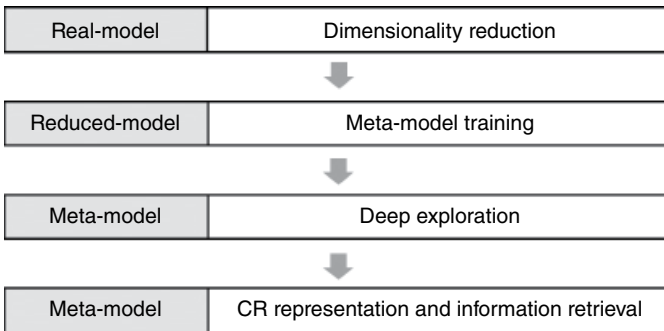 Real-model Dimensionality reduction
Reduced-model Meta-model training
Meta-model Deep exploration
Meta-model CR representation and information retrieval